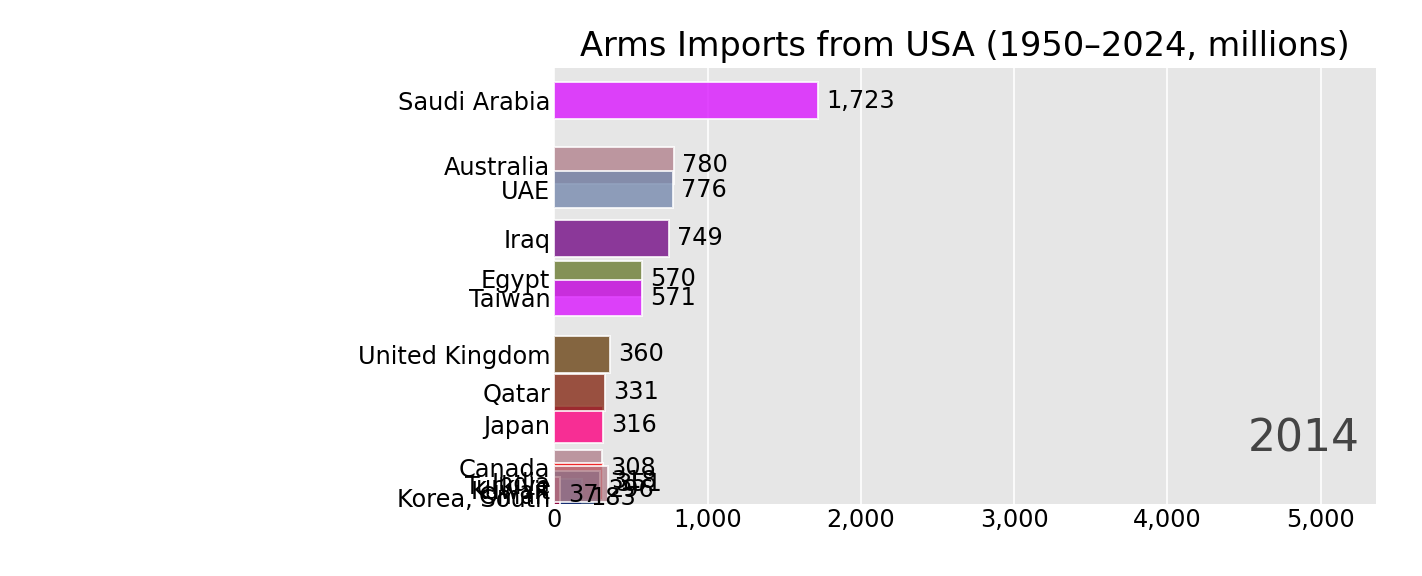 Arms Imports from USA (1950–2024, millions)
Saudi Arabia 1,723
Australia 780
UAE 776
Iraq 749
Egypt 570
Taiwan 571
United Kingdom 360
Qatar 331
Japan 316
2014
Canada 308
Korea, South 37 183
0 1,000 2,000 3,000 4,000 5,000